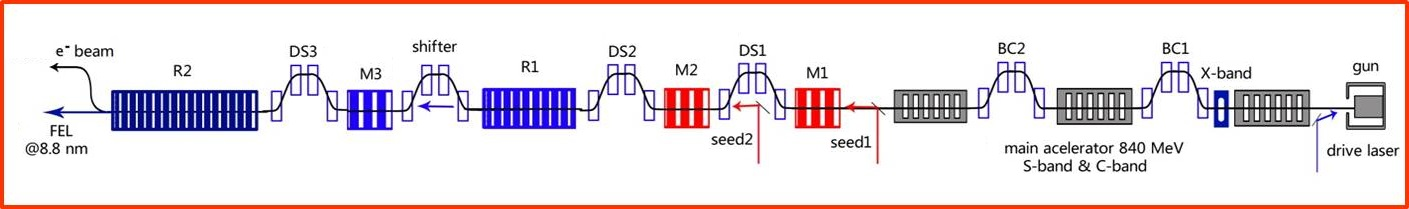 e⁻ beam
R2
DS3
M3
shifter
R1
DS2
M2
DS1
M1
BC2
BC1
X-band
gun
FEL
@8.8 nm
seed2
seed1
main acelerator 840 MeV
S-band & C-band
drive laser